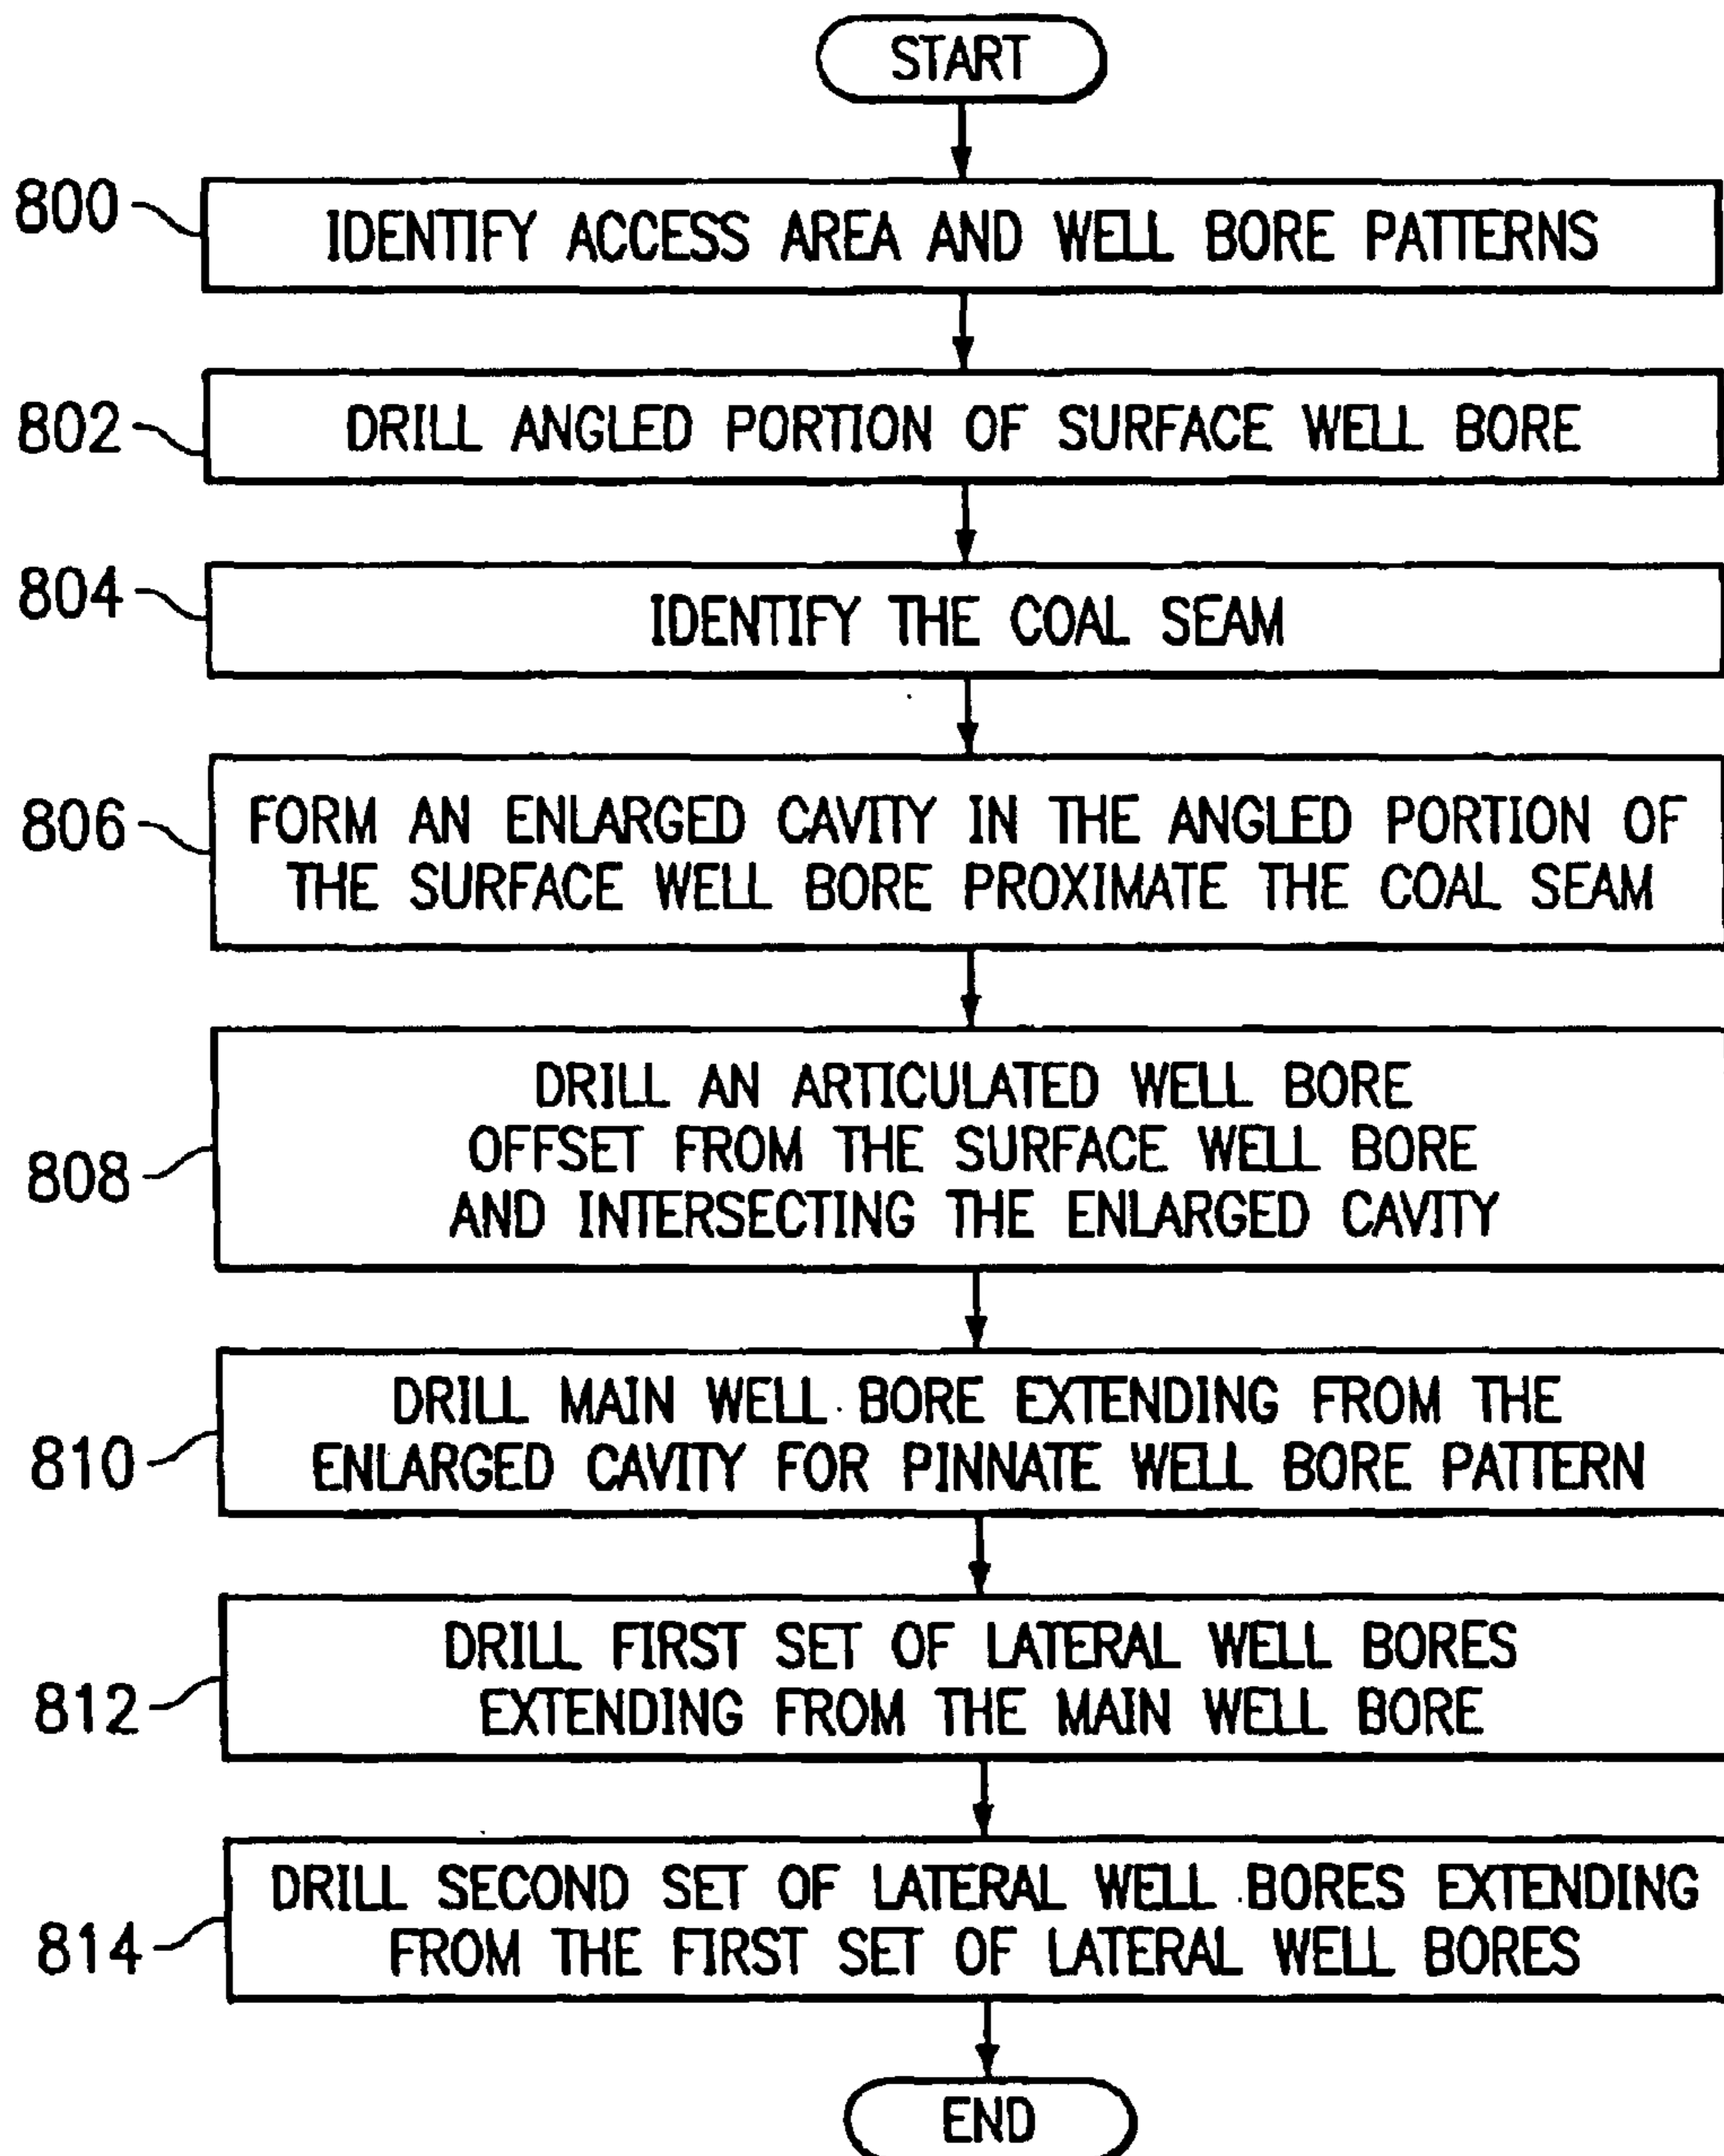 START
800
IDENTIFY ACCESS AREA AND WELL BORE PATTERNS
802
DRILL ANGLED PORTION OF SURFACE WELL BORE
804
IDENTIFY THE COAL SEAM
806
FORM AN ENLARGED CAVITY IN THE ANGLED PORTION OF
THE SURFACE WELL BORE PROXIMATE THE COAL SEAM
808
DRILL AN ARTICULATED WELL BORE
OFFSET FROM THE SURFACE WELL BORE
AND INTERSECTING THE ENLARGED CAVITY
810
DRILL MAIN WELL BORE EXTENDING FROM THE
ENLARGED CAVITY FOR PINNATE WELL BORE PATTERN
812
DRILL FIRST SET OF LATERAL WELL BORES
EXTENDING FROM THE MAIN WELL BORE
814
DRILL SECOND SET OF LATERAL WELL BORES EXTENDING
FROM THE FIRST SET OF LATERAL WELL BORES
END